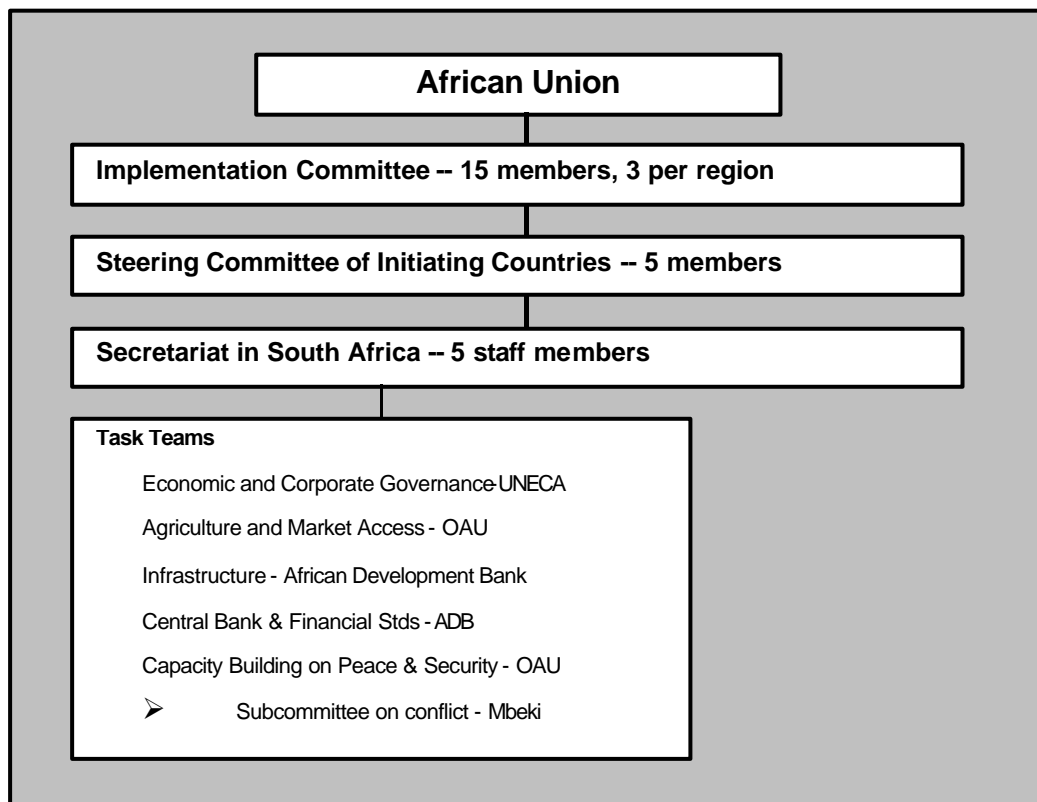 African Union
Implementation Committee -- 15 members, 3 per region
Steering Committee of Initiating Countries -- 5 members
Secretariat in South Africa -- 5 staff members
Task Teams
Economic and Corporate Governance-UNECA
Agriculture and Market Access - OAU
Infrastructure - African Development Bank
Central Bank & Financial Stds - ADB
Capacity Building on Peace & Security - OAU
➢ Subcommittee on conflict - Mbeki